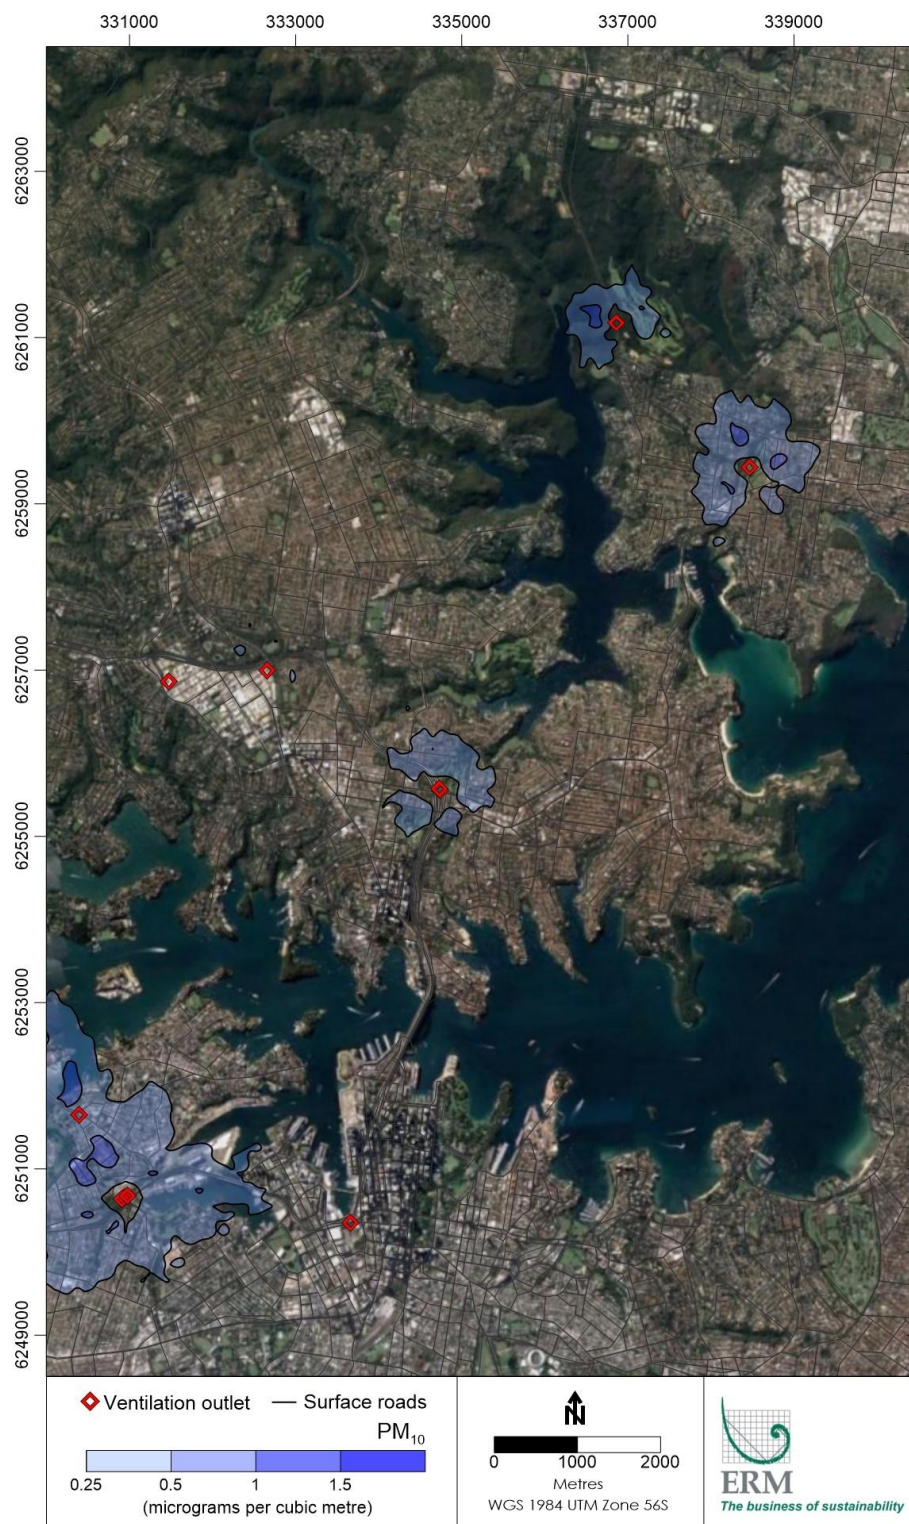 331000 333000 335000 337000 339000
6263000
6261000
6259000
6257000
6255000
6253000
6251000
6249000
Ventilation outlet Surface roads
PM10
0.25 0.5 1 1.5
(micrograms per cubic metre)
N
0 1000 2000
Metres
WGS 1984 UTM Zone 56S
ERM
The business of sustainability